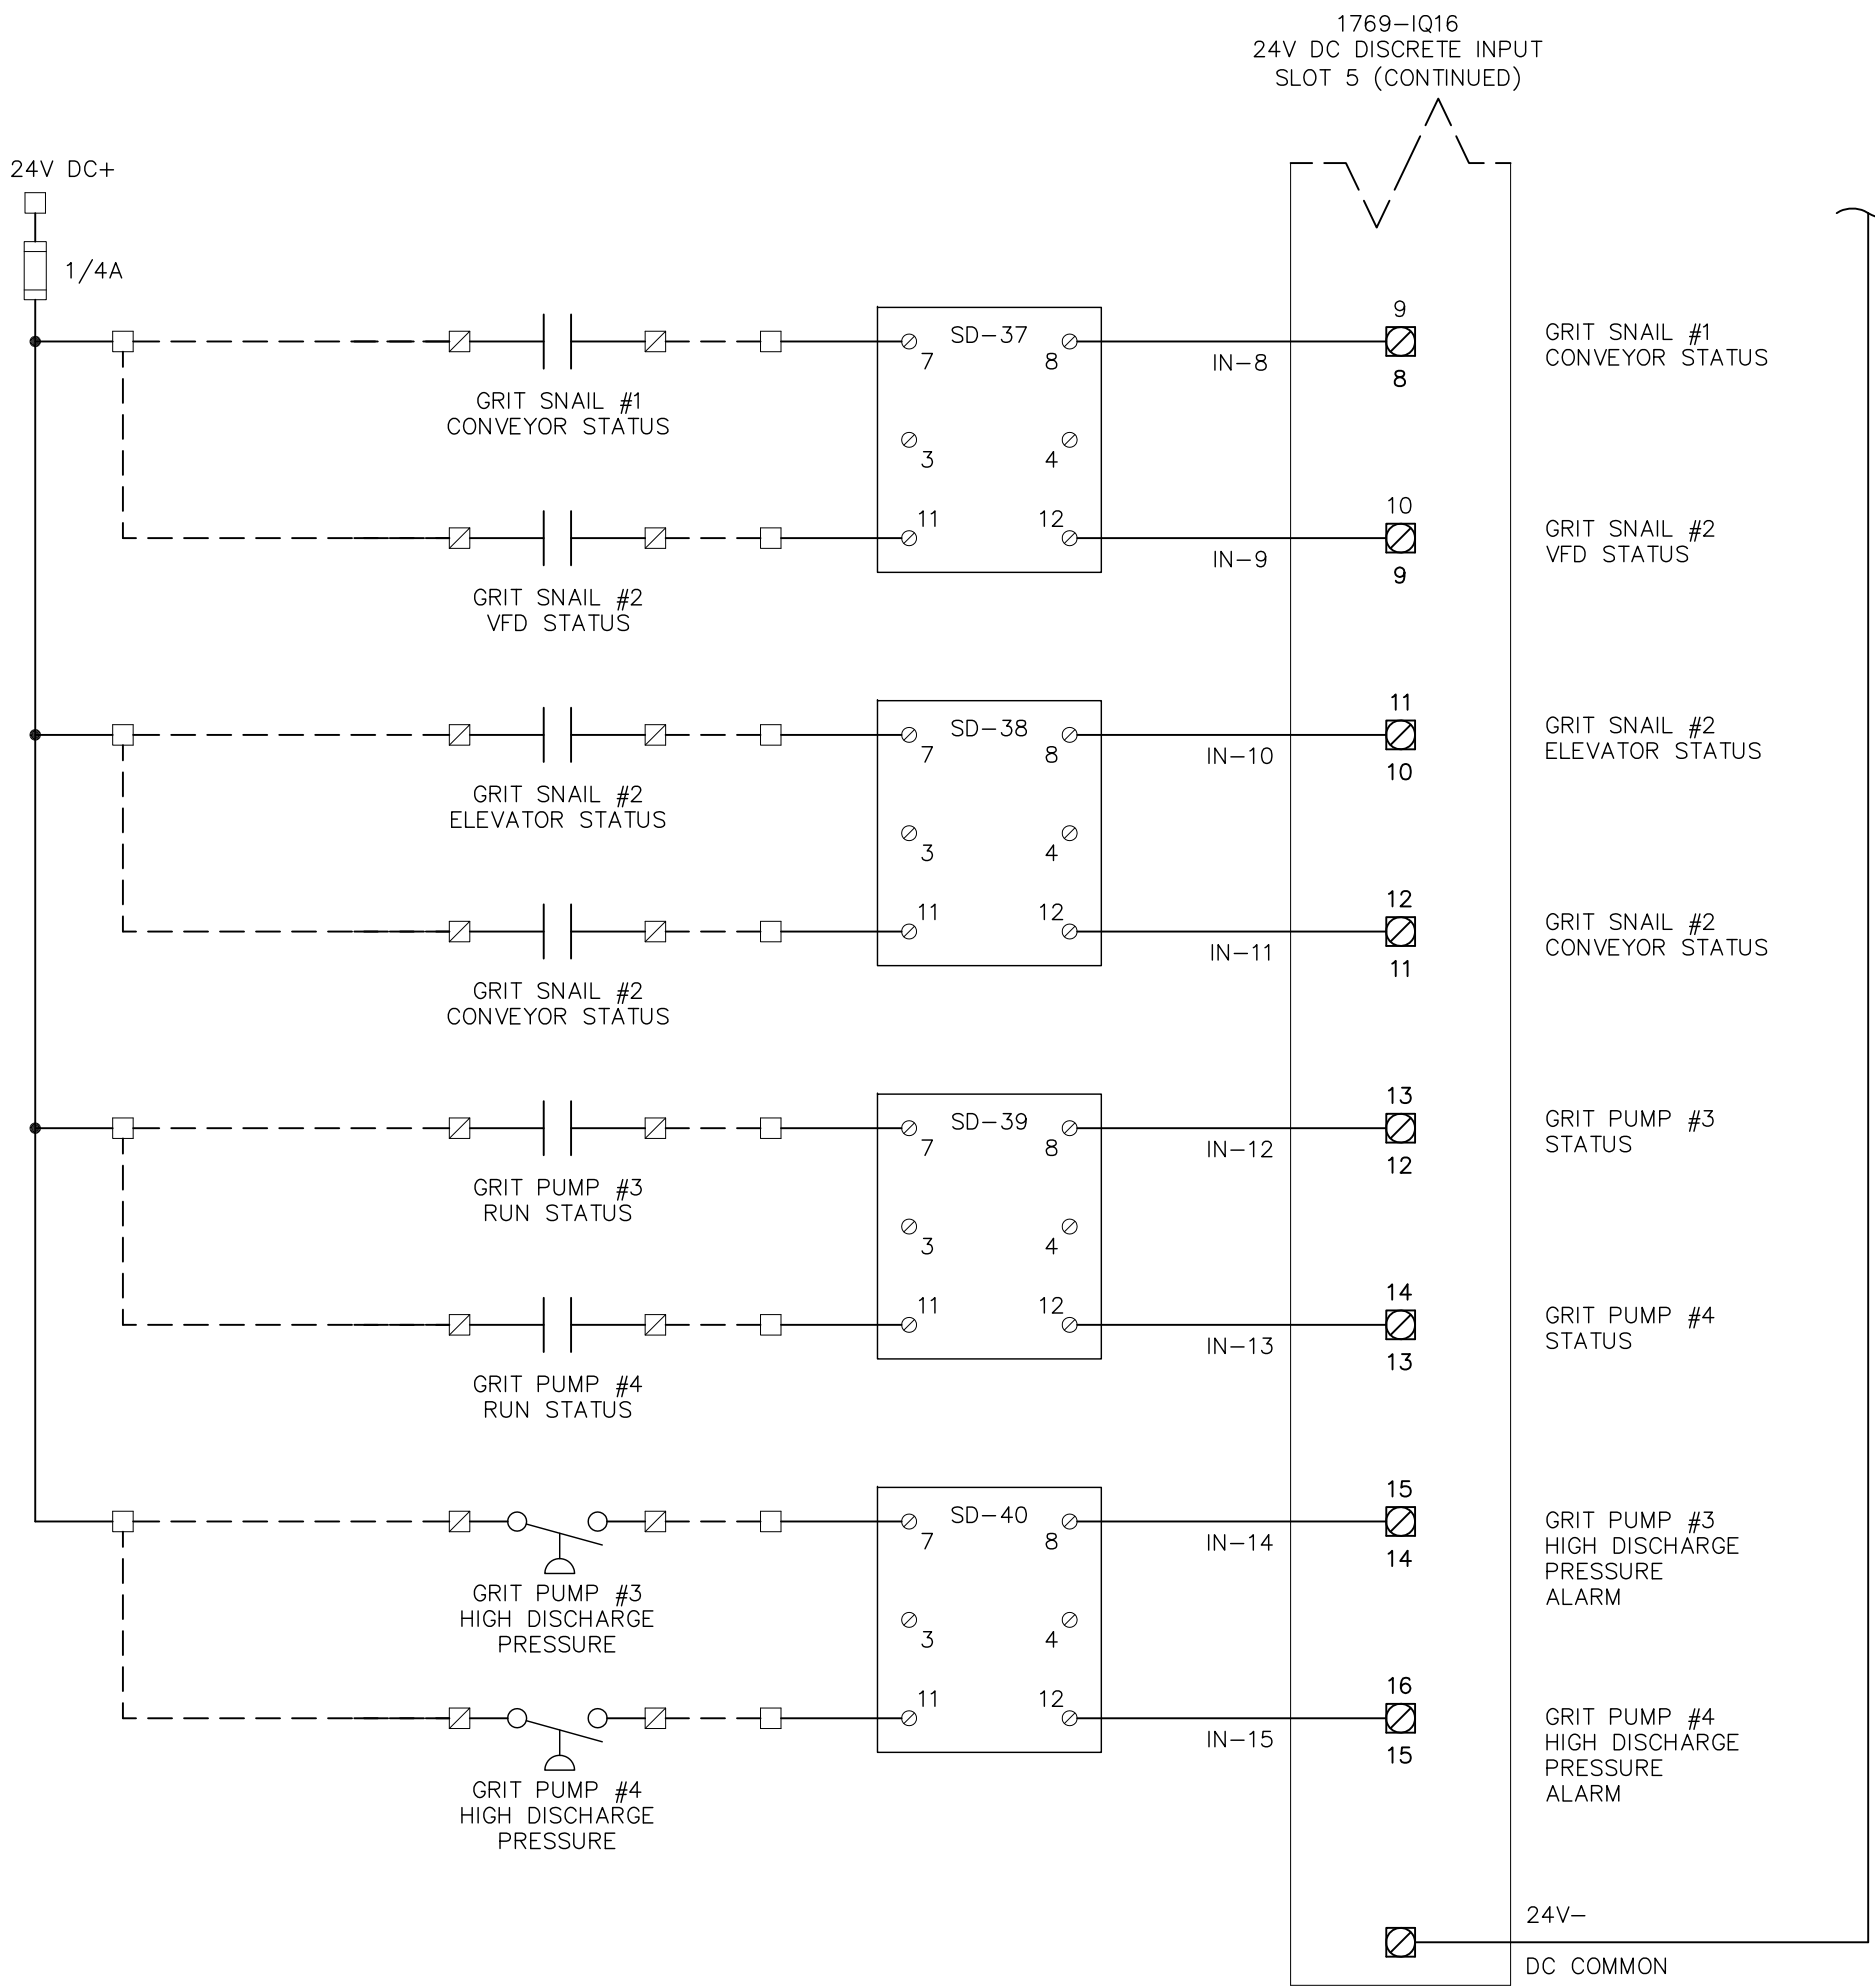 1769-IQ16
24V DC DISCRETE INPUT
SLOT 5 (CONTINUED)
24V DC+
1/4A
SD-37
7
8
3
4
11
12
GRIT SNAIL #1
CONVEYOR STATUS
IN-8
9
8
GRIT SNAIL #1
CONVEYOR STATUS
GRIT SNAIL #2
VFD STATUS
IN-9
10
9
GRIT SNAIL #2
VFD STATUS
SD-38
7
8
3
4
11
12
GRIT SNAIL #2
ELEVATOR STATUS
IN-10
11
10
GRIT SNAIL #2
ELEVATOR STATUS
GRIT SNAIL #2
CONVEYOR STATUS
IN-11
12
11
GRIT SNAIL #2
CONVEYOR STATUS
SD-39
7
8
3
4
11
12
GRIT PUMP #3
RUN STATUS
IN-12
13
12
GRIT PUMP #3
STATUS
GRIT PUMP #4
RUN STATUS
IN-13
14
13
GRIT PUMP #4
STATUS
SD-40
7
8
3
4
11
12
GRIT PUMP #3
HIGH DISCHARGE
PRESSURE
IN-14
15
14
GRIT PUMP #3
HIGH DISCHARGE
PRESSURE
ALARM
GRIT PUMP #4
HIGH DISCHARGE
PRESSURE
IN-15
16
15
GRIT PUMP #4
HIGH DISCHARGE
PRESSURE
ALARM
24V-
DC COMMON